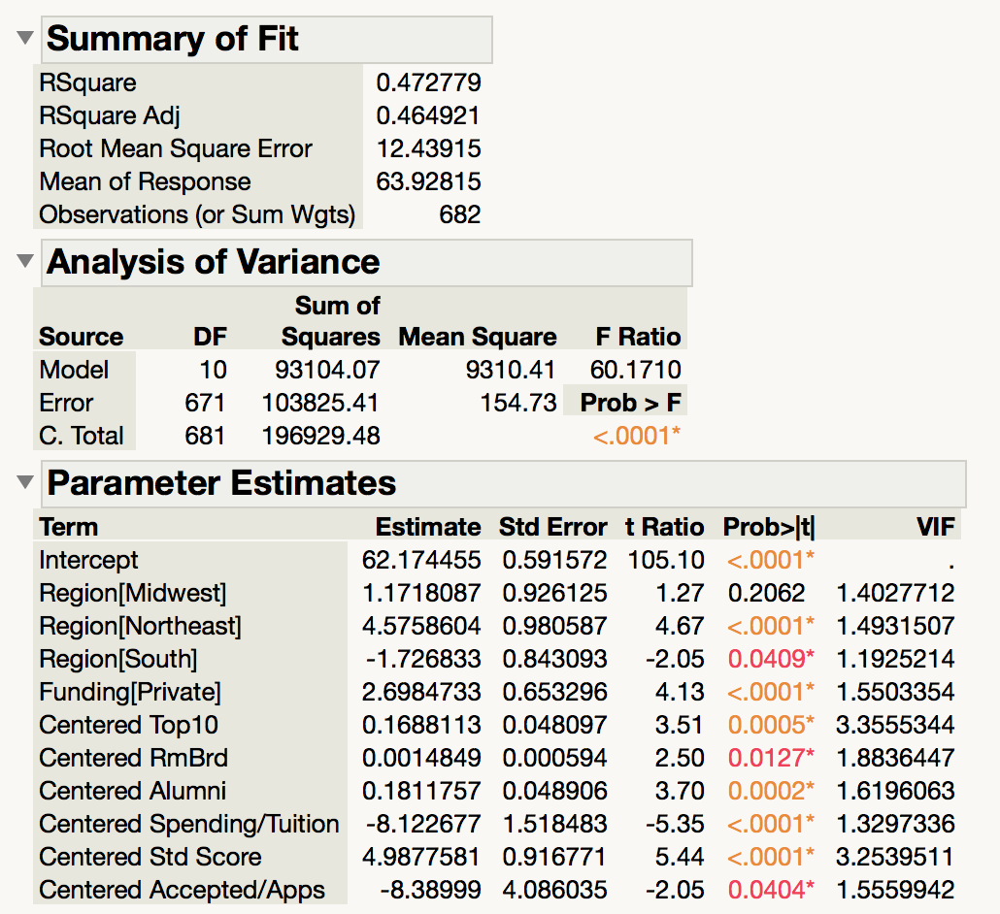 Summary of Fit
RSquare 0.472779
RSquare Adj 0.464921
Root Mean Square Error 12.43915
Mean of Response 63.92815
Observations (or Sum Wgts) 682
Analysis of Variance
Sum of
Source DF Squares Mean Square F Ratio
Model 10 93104.07 9310.41 60.1710
Error 671 103825.41 154.73 Prob > F
C. Total 681 196929.48 <.0001*
Parameter Estimates
Term Estimate Std Error t Ratio Prob>|t| VIF
Intercept 62.174455 0.591572 105.10 <.0001* .
Region[Midwest] 1.1718087 0.926125 1.27 0.2062 1.4027712
Region[Northeast] 4.5758604 0.980587 4.67 <.0001* 1.4931507
Region[South] -1.726833 0.843093 -2.05 0.0409* 1.1925214
Funding[Private] 2.6984733 0.653296 4.13 <.0001* 1.5503354
Centered Top10 0.1688113 0.048097 3.51 0.0005* 3.3555344
Centered RmBrd 0.0014849 0.000594 2.50 0.0127* 1.8836447
Centered Alumni 0.1811757 0.048906 3.70 0.0002* 1.6196063
Centered Spending/Tuition -8.122677 1.518483 -5.35 <.0001* 1.3297336
Centered Std Score 4.9877581 0.916771 5.44 <.0001* 3.2539511
Centered Accepted/Apps -8.38999 4.086035 -2.05 0.0404* 1.5559942